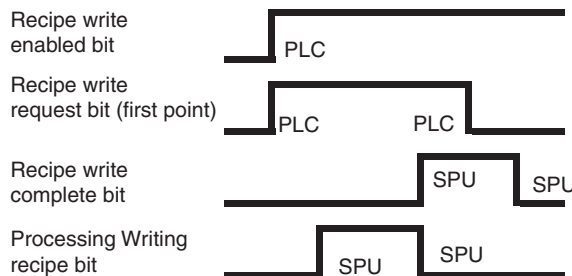 Recipe write
enabled bit
PLC
Recipe write
request bit (first point)
PLC PLC
Recipe write
complete bit
SPU SPU
Processing Writing
recipe bit
SPU SPU